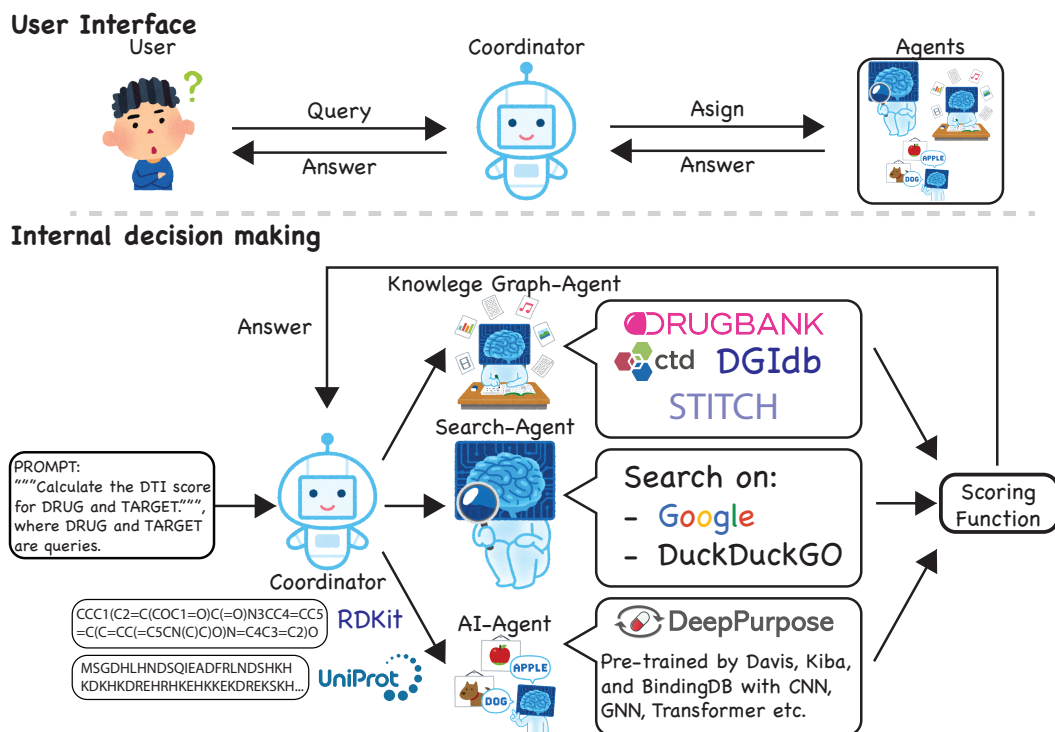 User Interface
User
Coordinator
Agents
?
Query
Asign
Answer
Answer
APPLE
DOG
Internal decision making
Knowlege Graph-Agent
Answer
DRUGBANK
ctd DGIdb
STITCH
Search-Agent
PROMPT:
"""Calculate the DTI score
for DRUG and TARGET.""",
where DRUG and TARGET
are queries.
Search on:
- Google
- DuckDuckGO
Scoring
Function
Coordinator
CCC1(C2=C(COC1=O)C(=O)N3CC4=CC5
=C(C=CC(=C5CN(C)C)O)N=C4C3=C2)O
RDKit
MSGDHLHNDSQIEADFRLNDSHKH
KDKHKDREHRHKEHKKEKDREKSKH...
UniProt
AI-Agent
APPLE
DOG
DeepPurpose
Pre-trained by Davis, Kiba,
and BindingDB with CNN,
GNN, Transformer etc.